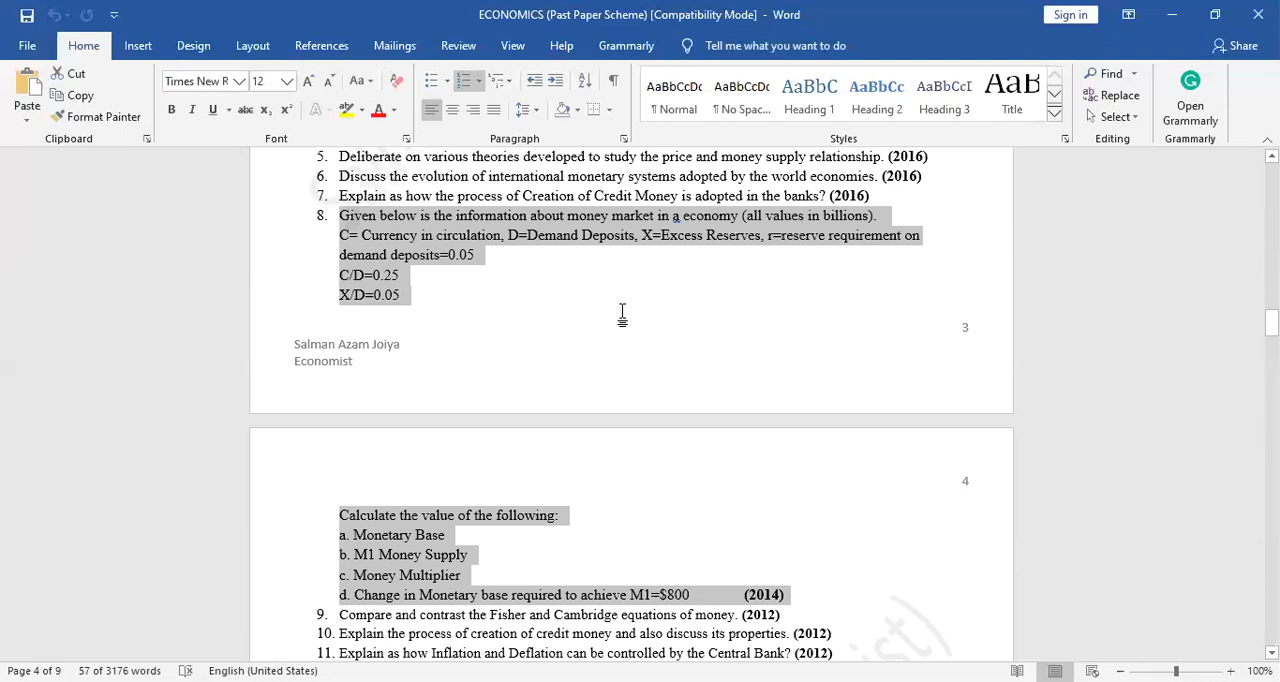 ECONOMICS (Past Paper Scheme) [Compatibility Mode] - Word
Sign in
File Home Insert Design Layout References Mailings Review View Help Grammarly Tell me what you want to do Share
Paste
Cut
Copy
Format Painter
Clipboard
Times New R 12
Aa
B I U abc x₂ x² A ab A
Font
Paragraph
AaBbCcDc AaBbCcDc AaBbC AaBbCc AaBbCcI AaB
¶ Normal ¶ No Spac... Heading 1 Heading 2 Heading 3 Title
Styles
Find
Replace
Select
Editing
Open
Grammarly
Grammarly
5. Deliberate on various theories developed to study the price and money supply relationship. (2016)
6. Discuss the evolution of international monetary systems adopted by the world economies. (2016)
7. Explain as how the process of Creation of Credit Money is adopted in the banks? (2016)
8. Given below is the information about money market in a economy (all values in billions).
C= Currency in circulation, D=Demand Deposits, X=Excess Reserves, r=reserve requirement on
demand deposits=0.05
C/D=0.25
X/D=0.05
3
Salman Azam Joiya
Economist
4
Calculate the value of the following:
a. Monetary Base
b. M1 Money Supply
c. Money Multiplier
d. Change in Monetary base required to achieve M1=$800 (2014)
9. Compare and contrast the Fisher and Cambridge equations of money. (2012)
10. Explain the process of creation of credit money and also discuss its properties. (2012)
11. Explain as how Inflation and Deflation can be controlled by the Central Bank? (2012)
Page 4 of 9 57 of 3176 words English (United States) 100%